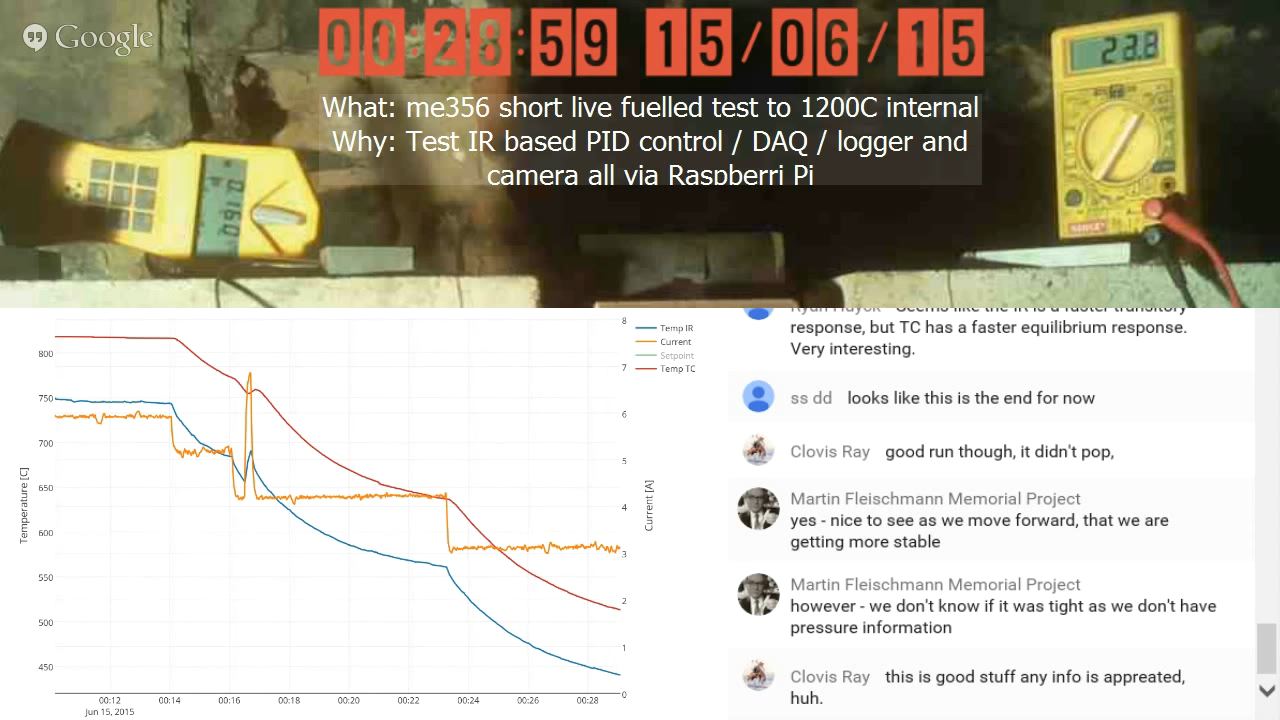 Google
00:28:59 15/06/15
What: me356 short live fuelled test to 1200C internal
Why: Test IR based PID control / DAQ / logger and
camera all via Raspberri Pi
23.8
Temp IR
Current
Setpoint
Temp TC
Temperature [C]
800
750
700
650
600
550
500
450
8
7
6
5
4
3
2
1
0
Current [A]
00:12
00:14
00:16
00:18
00:20
00:22
00:24
00:26
00:28
Jun 15, 2015
Seems like the IR is a faster transitory
response, but TC has a faster equilibrium response.
Very interesting.
ss dd looks like this is the end for now
Clovis Ray good run though, it didn't pop,
Martin Fleischmann Memorial Project
yes - nice to see as we move forward, that we are
getting more stable
Martin Fleischmann Memorial Project
however - we don't know if it was tight as we don't have
pressure information
Clovis Ray this is good stuff any info is appreated,
huh.